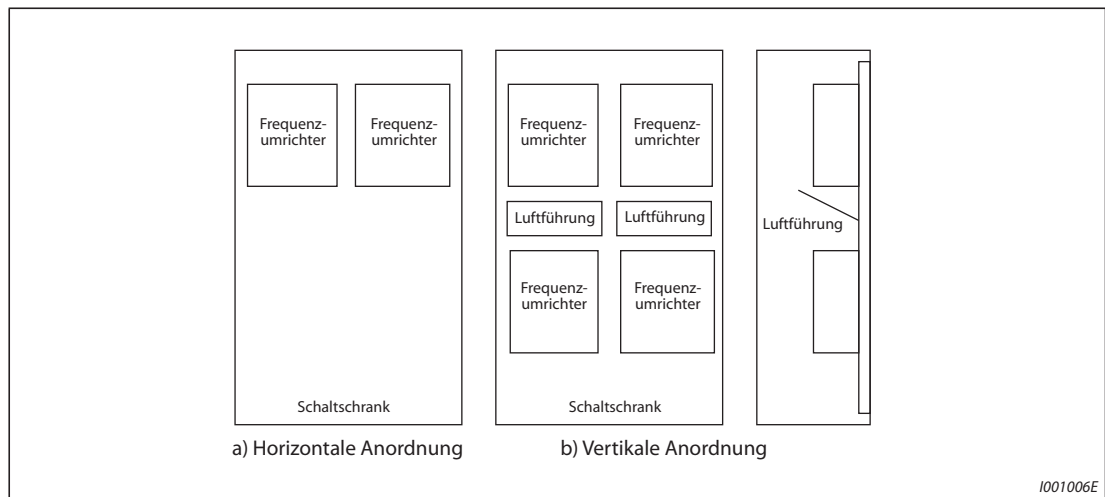 Frequenz-
umrichter
Frequenz-
umrichter
Schaltschrank
a) Horizontale Anordnung
Frequenz-
umrichter
Frequenz-
umrichter
Luftführung
Luftführung
Frequenz-
umrichter
Frequenz-
umrichter
Schaltschrank
Luftführung
b) Vertikale Anordnung
I001006E